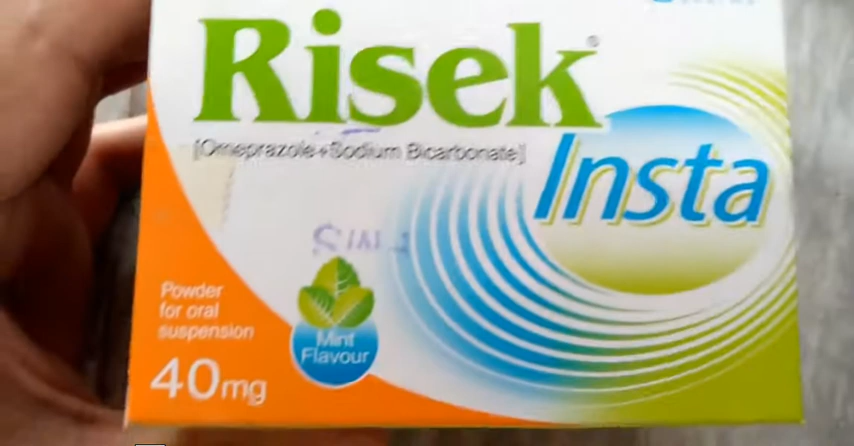 Risek®
[Omeprazole+Sodium Bicarbonate]
Insta
Powder
for oral
suspension
40mg
Mint
Flavour